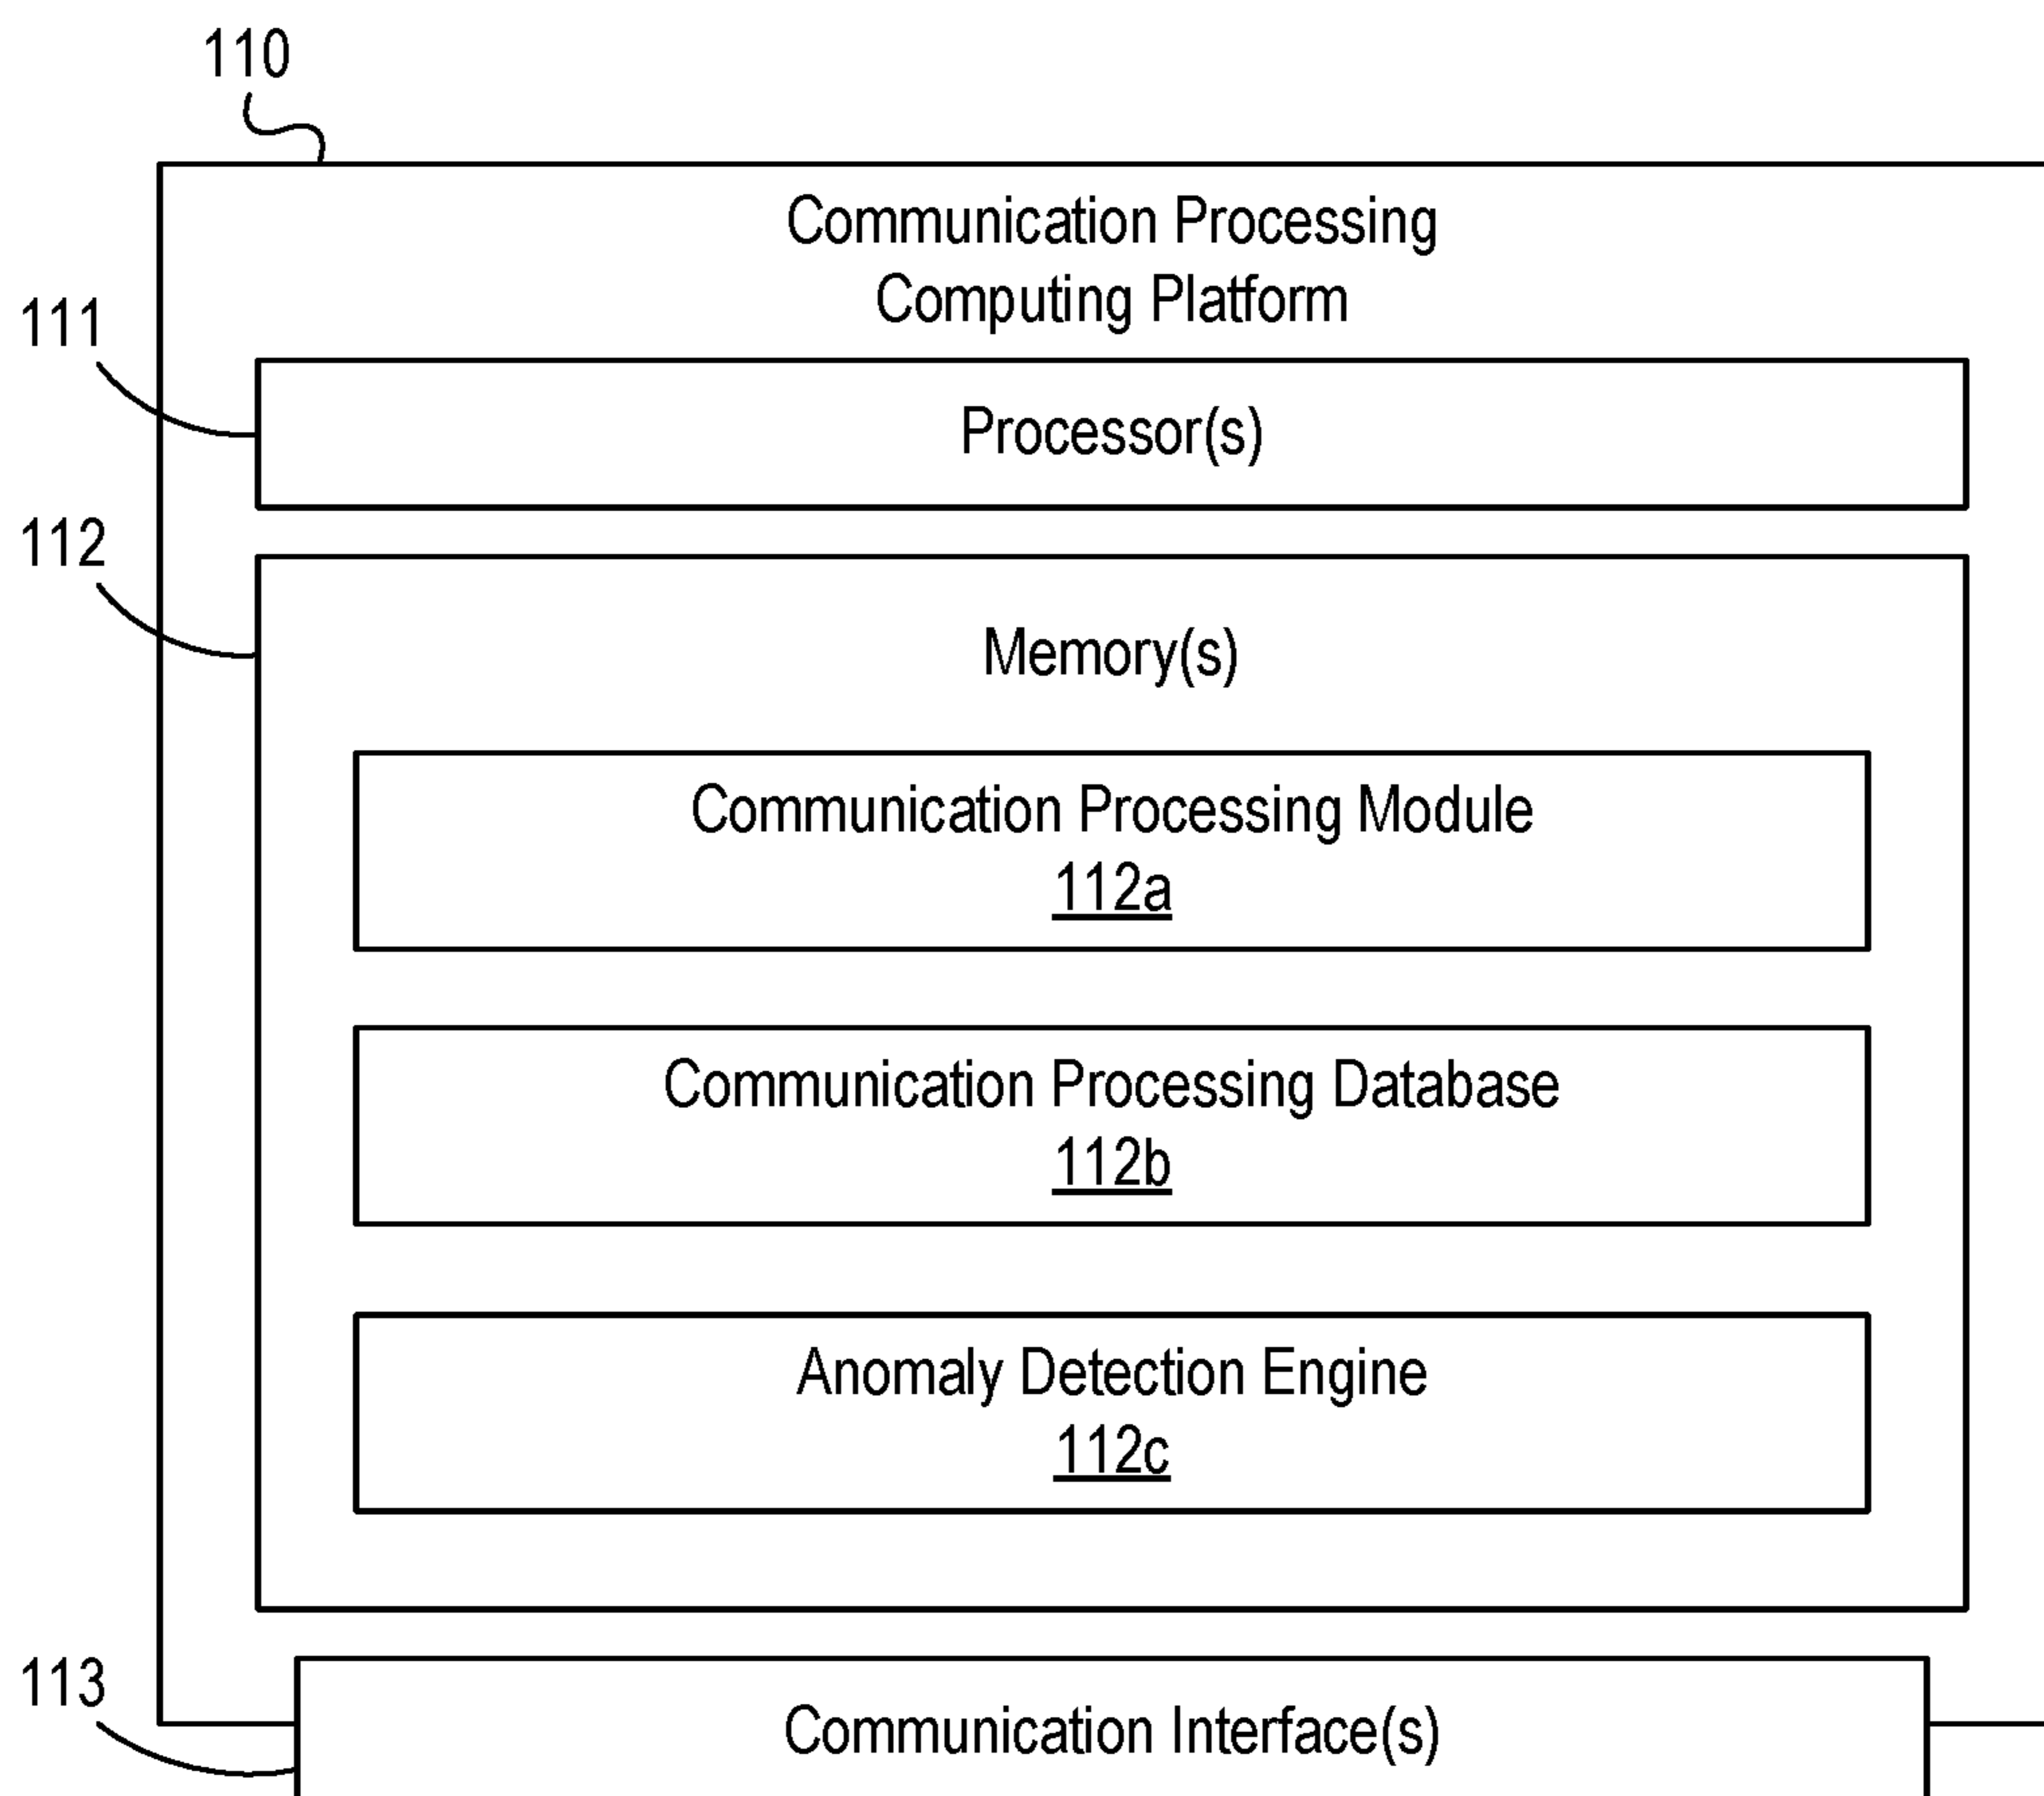 110
Communication Processing
Computing Platform
111
Processor(s)
112
Memory(s)
Communication Processing Module
112a
Communication Processing Database
112b
Anomaly Detection Engine
112c
113
Communication Interface(s)